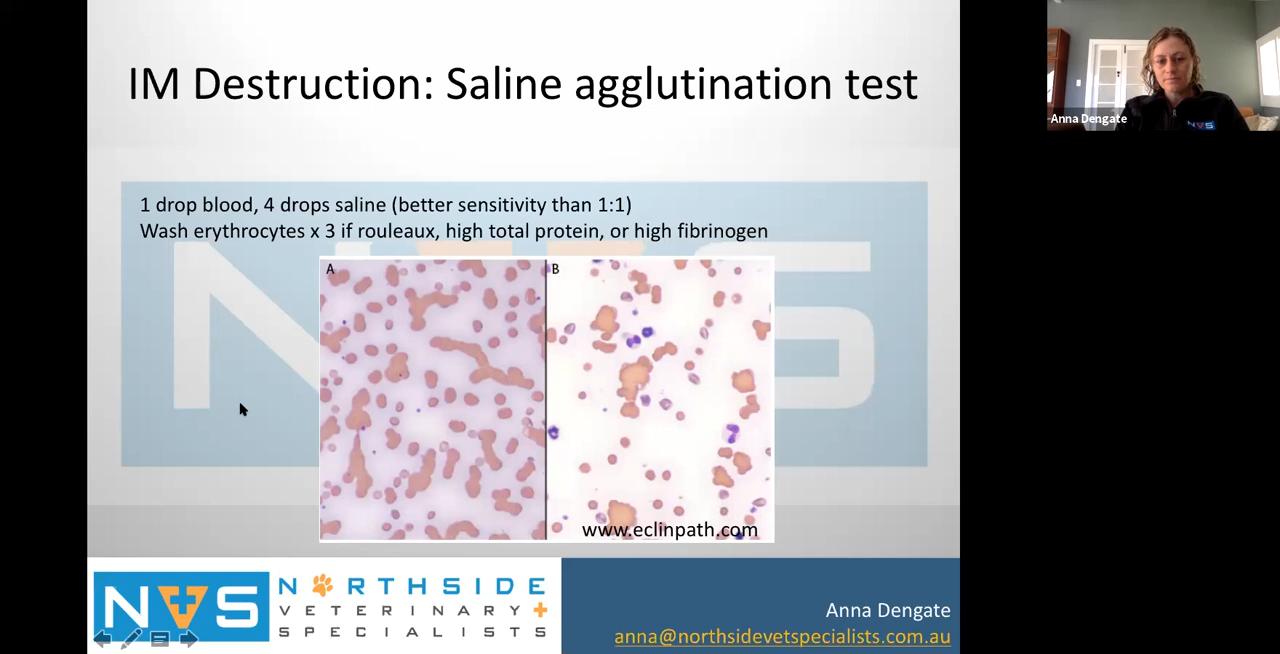 IM Destruction: Saline agglutination test
Anna Dengate
1 drop blood, 4 drops saline (better sensitivity than 1:1)
Wash erythrocytes x 3 if rouleaux, high total protein, or high fibrinogen
A
B
www.eclinpath.com
NVS
NORTHSIDE
VETERINARY
SPECIALISTS
Anna Dengate
anna@northsidevetspecialists.com.au
NVS
NVS